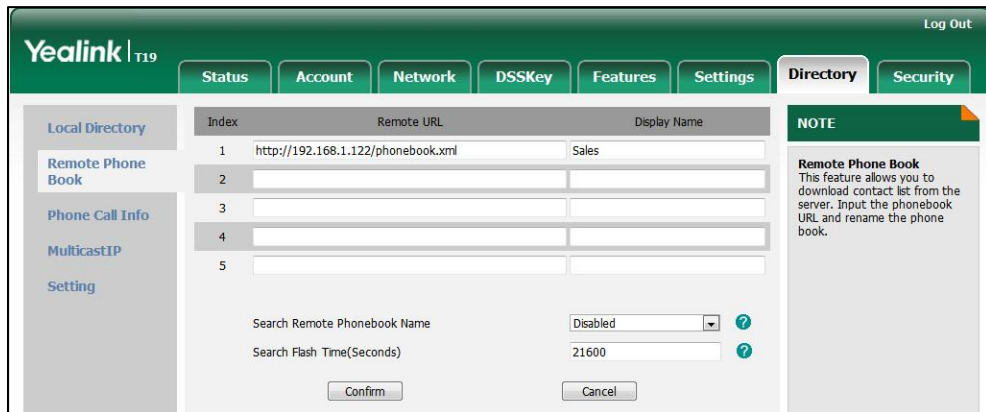 Log Out
Yealink T19
Status Account Network DSSKey Features Settings Directory Security
Local Directory
Remote Phone
Book
Phone Call Info
MulticastIP
Setting
Index Remote URL Display Name
1 http://192.168.1.122/phonebook.xml Sales
2
3
4
5
Search Remote Phonebook Name Disabled ?
Search Flash Time(Seconds) 21600 ?
Confirm Cancel
NOTE
Remote Phone Book
This feature allows you to
download contact list from the
server. Input the phonebook
URL and rename the phone
book.